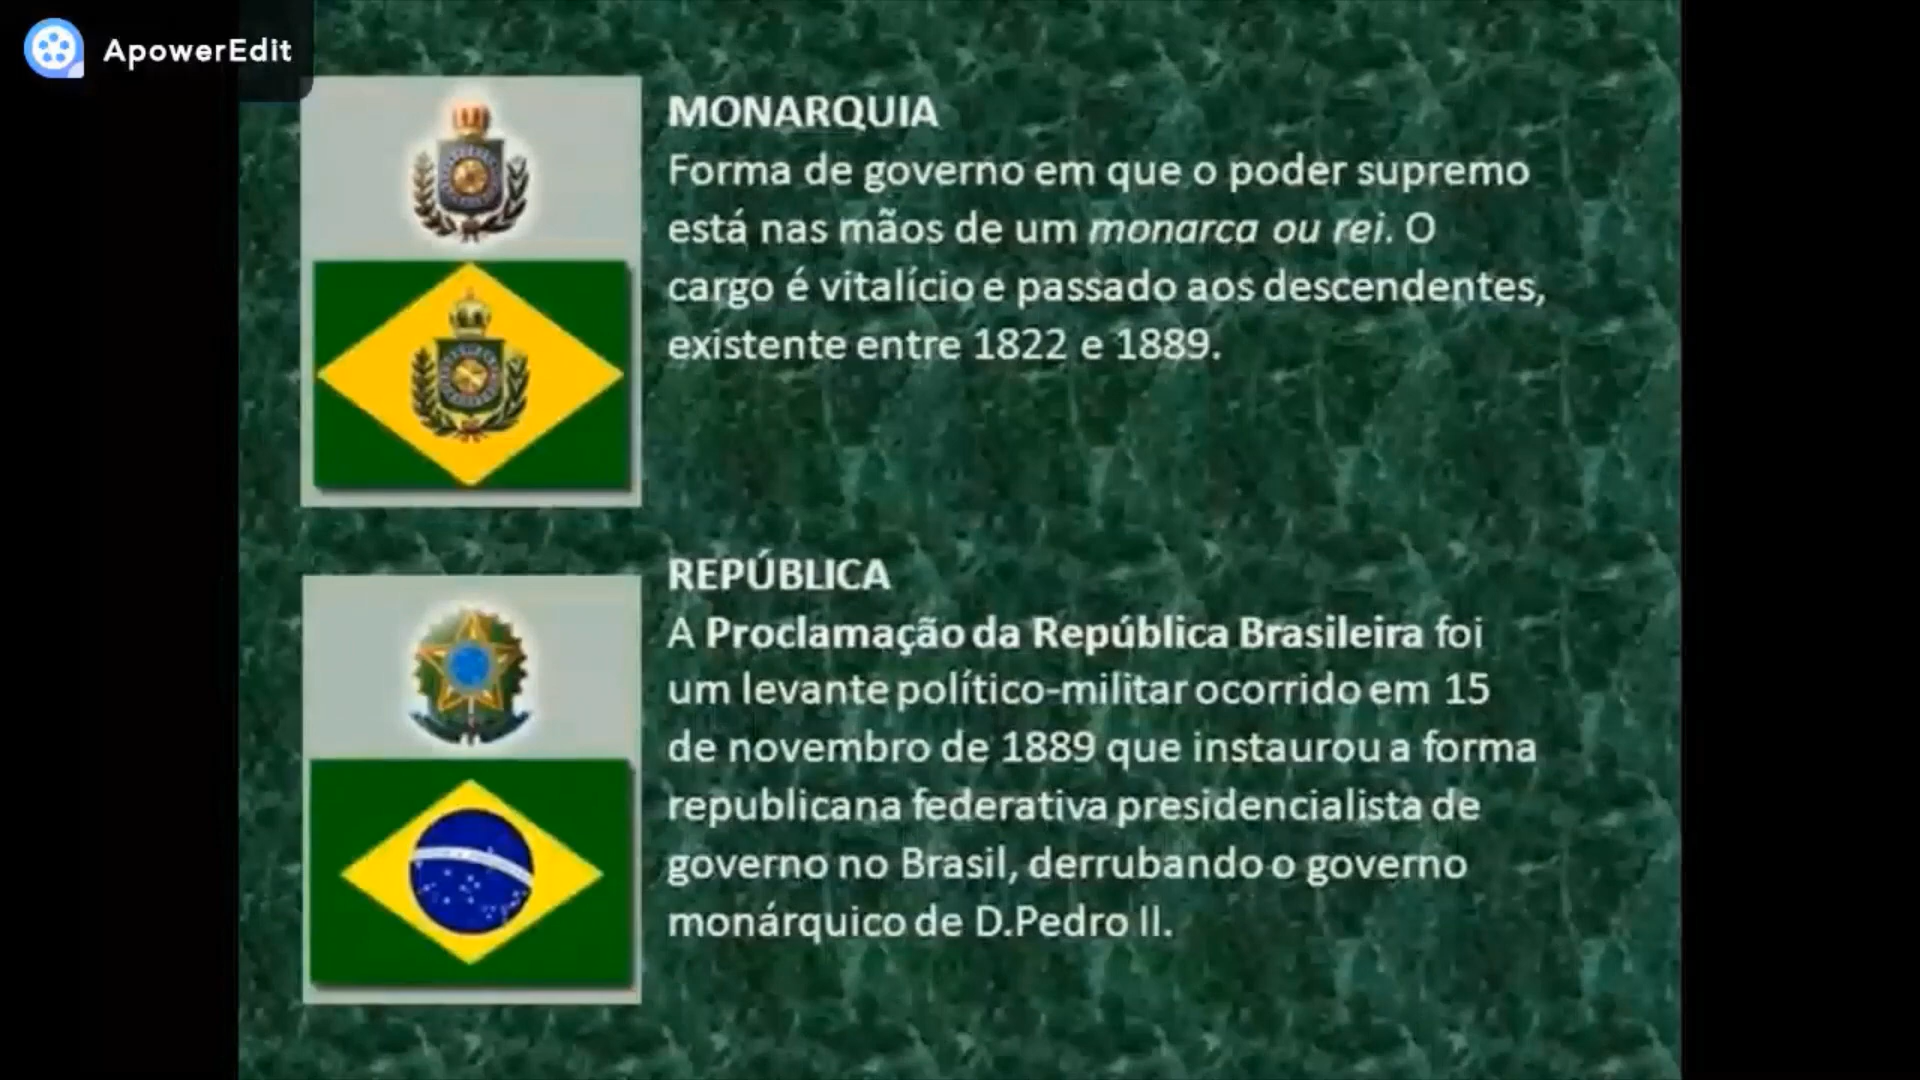 ApowerEdit
MONARQUIA
Forma de governo em que o poder supremo
está nas mãos de um monarca ou rei. O
cargo é vitalício e passado aos descendentes,
existente entre 1822 e 1889.
REPÚBLICA
A Proclamação da República Brasileira foi
um levante político-militar ocorrido em 15
de novembro de 1889 que instaurou a forma
republicana federativa presidencialista de
governo no Brasil, derrubando o governo
monárquico de D.Pedro II.